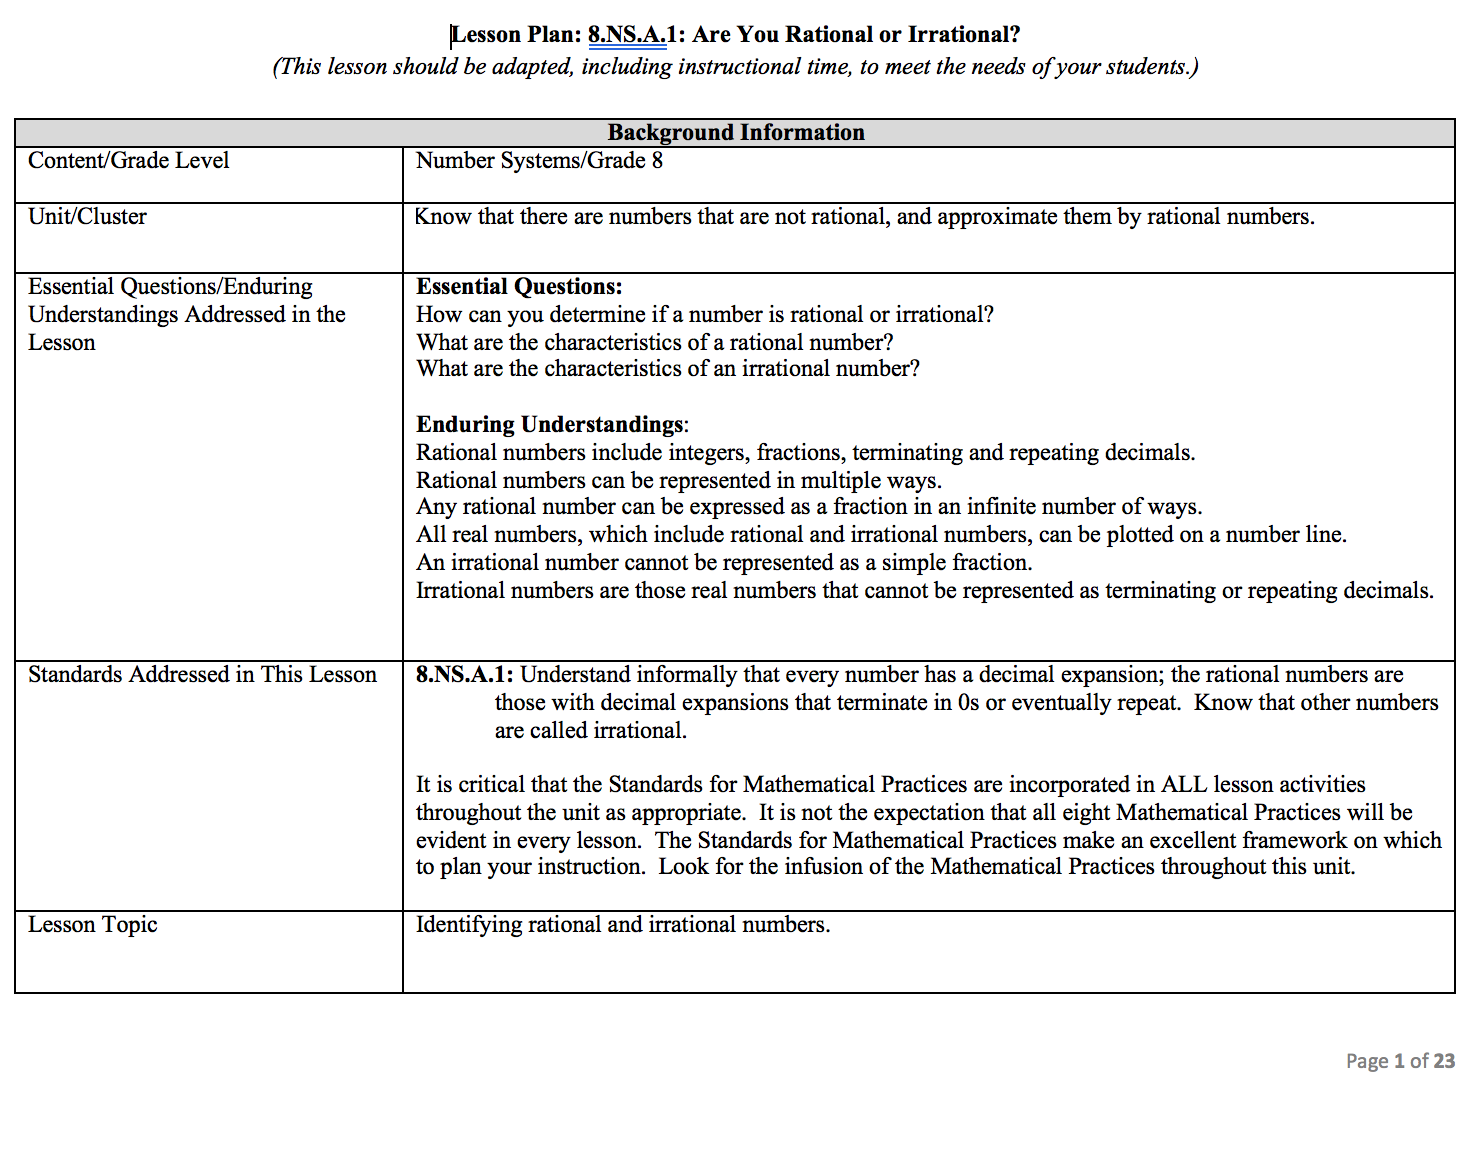 Lesson Plan: 8.NS.A.1: Are You Rational or Irrational?
(This lesson should be adapted, including instructional time, to meet the needs of your students.)
Background Information
Content/Grade Level
Number Systems/Grade 8
Unit/Cluster
Know that there are numbers that are not rational, and approximate them by rational numbers.
Essential Questions/Enduring
Understandings Addressed in the
Lesson
Essential Questions:
How can you determine if a number is rational or irrational?
What are the characteristics of a rational number?
What are the characteristics of an irrational number?
Enduring Understandings:
Rational numbers include integers, fractions, terminating and repeating decimals.
Rational numbers can be represented in multiple ways.
Any rational number can be expressed as a fraction in an infinite number of ways.
All real numbers, which include rational and irrational numbers, can be plotted on a number line.
An irrational number cannot be represented as a simple fraction.
Irrational numbers are those real numbers that cannot be represented as terminating or repeating decimals.
Standards Addressed in This Lesson
8.NS.A.1: Understand informally that every number has a decimal expansion; the rational numbers are
those with decimal expansions that terminate in 0s or eventually repeat.  Know that other numbers
are called irrational.
It is critical that the Standards for Mathematical Practices are incorporated in ALL lesson activities
throughout the unit as appropriate.  It is not the expectation that all eight Mathematical Practices will be
evident in every lesson.  The Standards for Mathematical Practices make an excellent framework on which
to plan your instruction.  Look for the infusion of the Mathematical Practices throughout this unit.
Lesson Topic
Identifying rational and irrational numbers.
Page 1 of 23